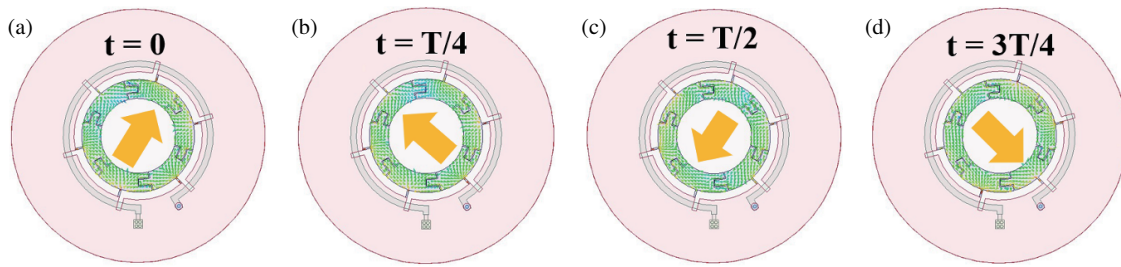 (a)
t = 0
(b)
t = T/4
(c)
t = T/2
(d)
t = 3T/4